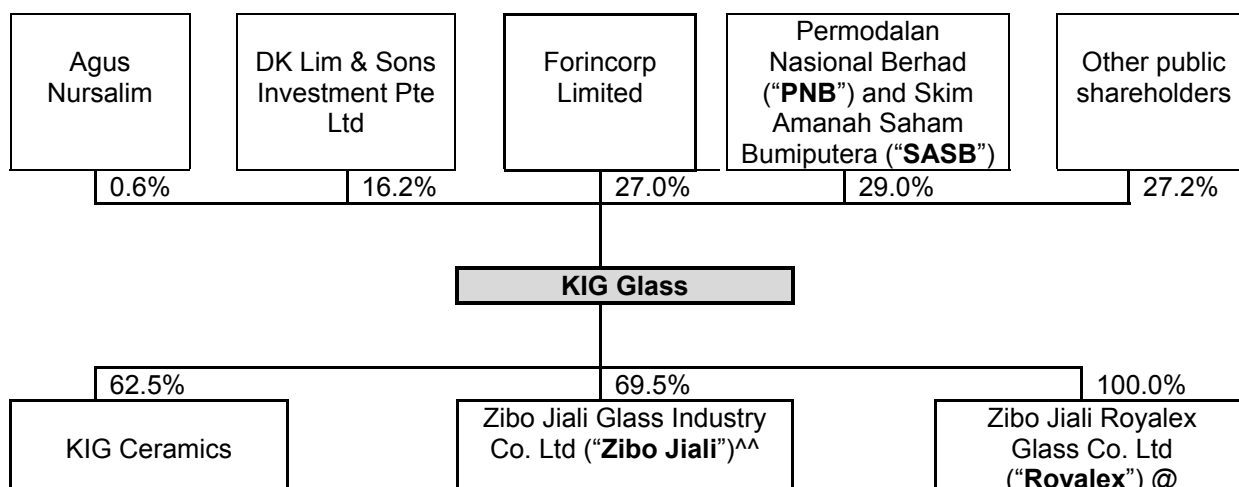 Agus
Nursalim
DK Lim & Sons
Investment Pte
Ltd
Forincorp
Limited
Permodalan
Nasional Berhad
(“PNB”) and Skim
Amanah Saham
Bumiputera (“SASB”)
Other public
shareholders
0.6%
16.2%
27.0%
29.0%
27.2%
KIG Glass
62.5%
69.5%
100.0%
KIG Ceramics
Zibo Jiali Glass Industry
Co. Ltd (“Zibo Jiali”)^^
Zibo Jiali Royalex
Glass Co. Ltd
(“Royalex”) @